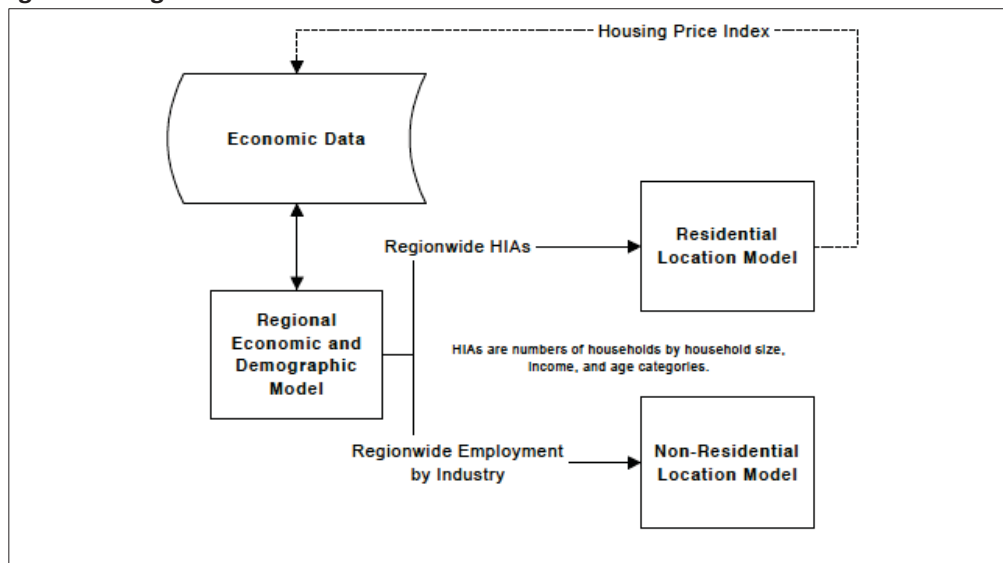 Housing Price Index
Economic Data
Regionwide HIAs
Residential
Location Model
Regional
Economic and
Demographic
Model
HIAs are numbers of households by household size,
income, and age categories.
Regionwide Employment
by Industry
Non-Residential
Location Model